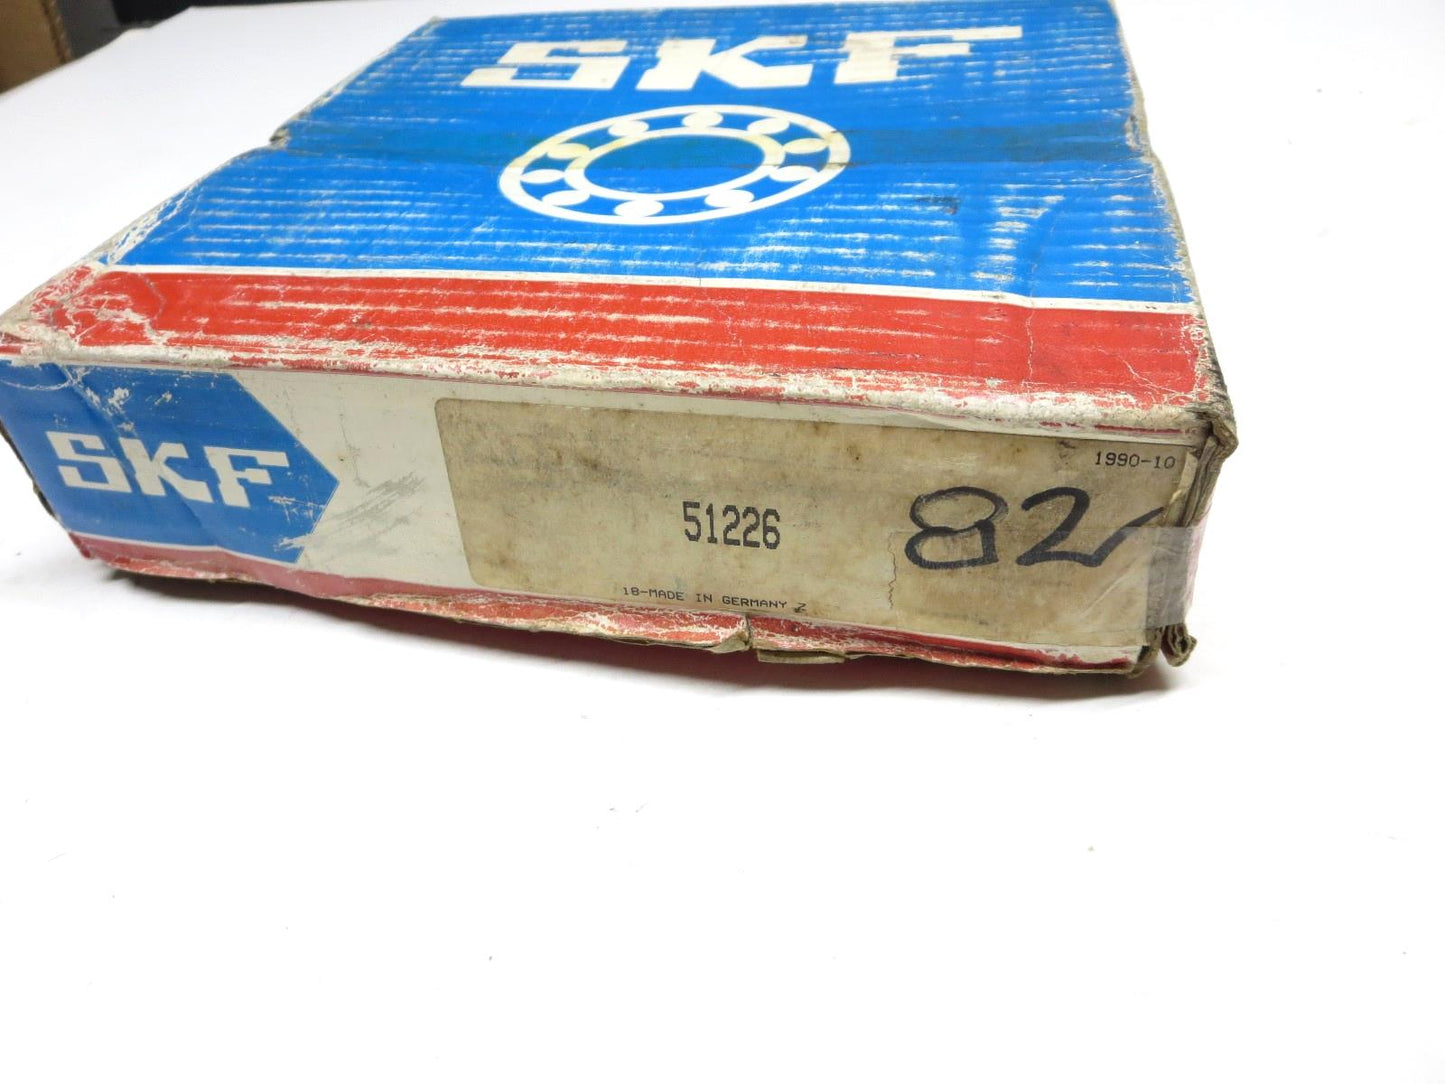 SKF
SKF
1990-10
51226
82
18-MADE IN GERMANY Z